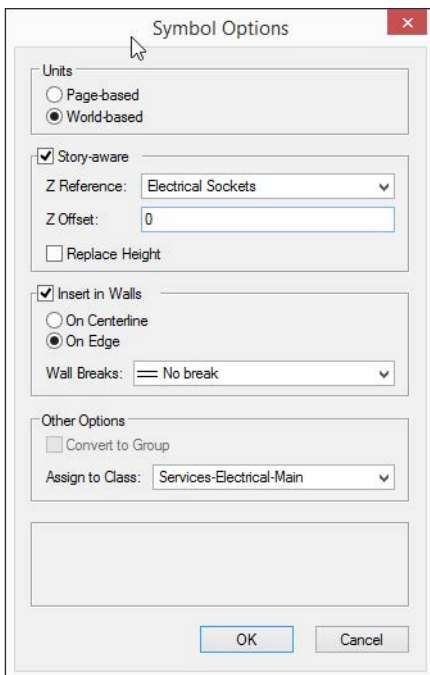 Symbol Options
Units
Page-based
World-based
Story-aware
Z Reference: Electrical Sockets
Z Offset: 0
Replace Height
Insert in Walls
On Centerline
On Edge
Wall Breaks: No break
Other Options
Convert to Group
Assign to Class: Services-Electrical-Main
OK Cancel